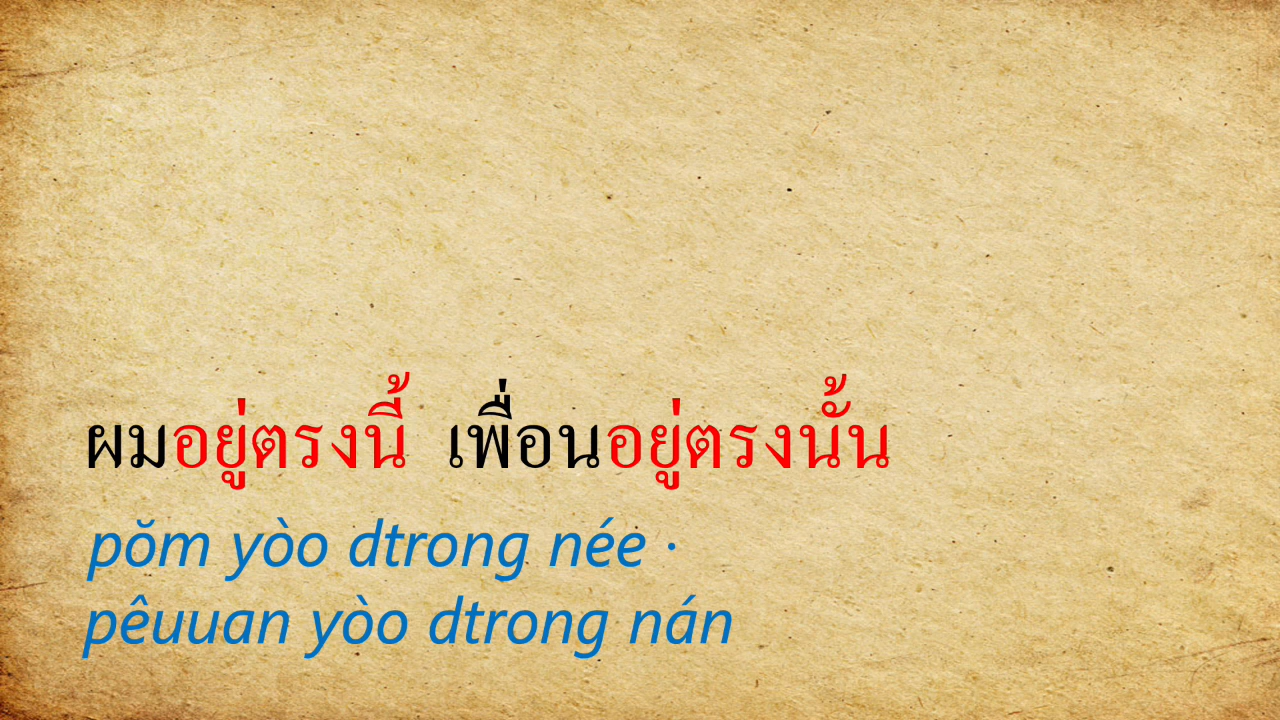 ผมอยู่ตรงนี้ เพื่อนอยู่ตรงนั้น
pŏm yòo dtrong née ·
pêuuan yòo dtrong nán